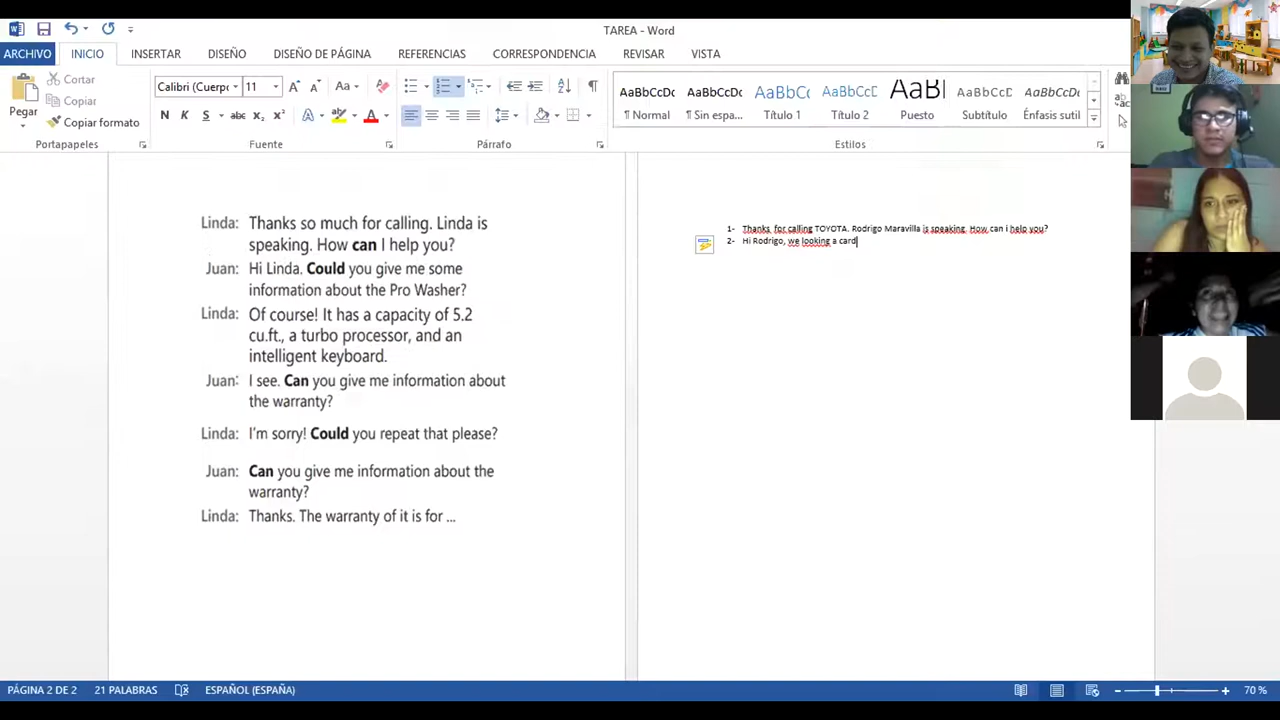 TAREA - Word
ARCHIVO INICIO INSERTAR DISEÑO DISEÑO DE PÁGINA REFERENCIAS CORRESPONDENCIA REVISAR VISTA
Pegar
Cortar
Copiar
Copiar formato
Calibri (Cuerpo 11
N K S abc x₂ x²
AaBbCcDc AaBbCcDc AaBbCc AaBbCcD AaBl AaBbCcD AaBbCcDc
¶ Normal ¶ Sin espa... Título 1 Título 2 Puesto Subtítulo Énfasis sutil
Portapapeles Fuente Párrafo Estilos
Linda: Thanks so much for calling. Linda is
speaking. How can I help you?
Juan: Hi Linda. Could you give me some
information about the Pro Washer?
Linda: Of course! It has a capacity of 5.2
cu.ft., a turbo processor, and an
intelligent keyboard.
Juan: I see. Can you give me information about
the warranty?
Linda: I'm sorry! Could you repeat that please?
Juan: Can you give me information about the
warranty?
Linda: Thanks. The warranty of it is for ...
1- Thanks for calling TOYOTA. Rodrigo Maravilla is speaking. How can i help you?
2- Hi Rodrigo, we looking a card
PÁGINA 2 DE 2 21 PALABRAS ESPAÑOL (ESPAÑA) 70 %